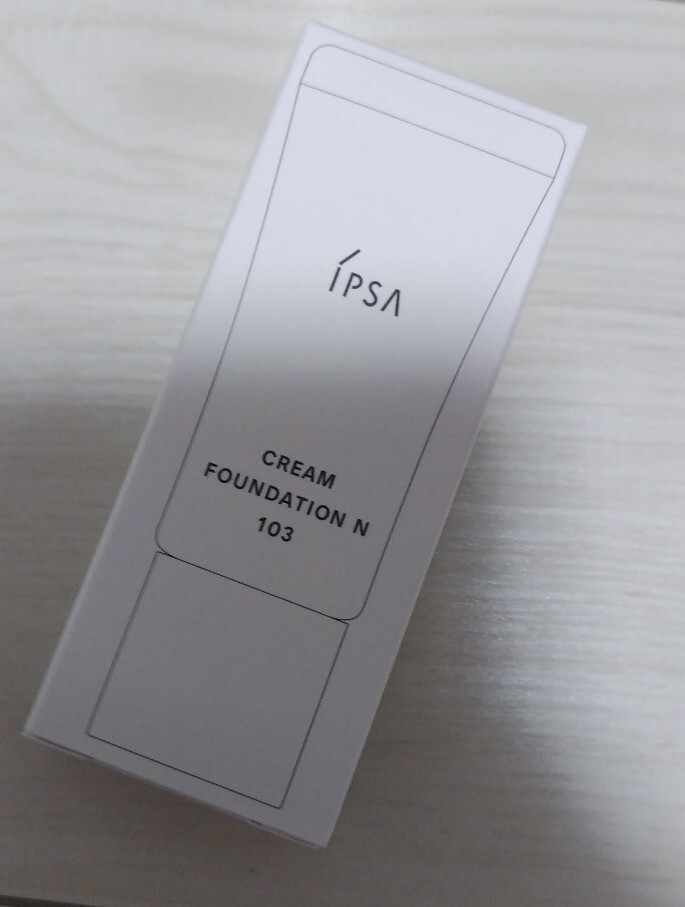 ÍPSA
CREAM
FOUNDATION N
103